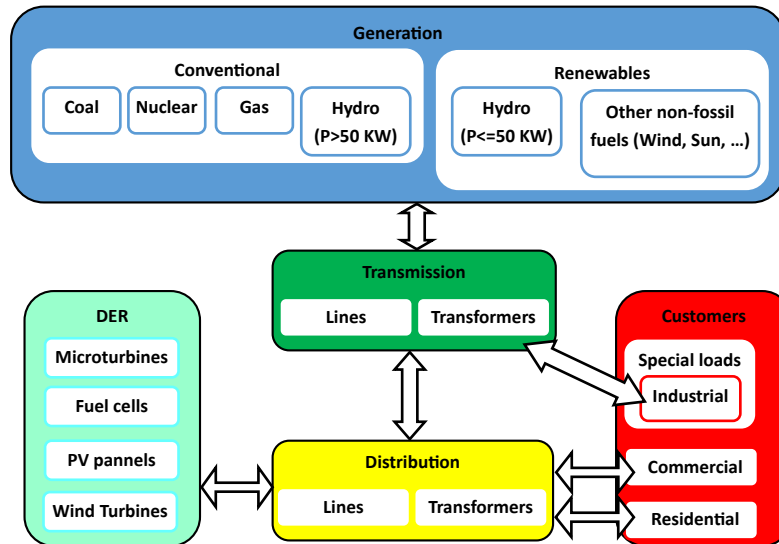 Generation
Conventional
Coal
Nuclear
Gas
Hydro
(P>50 KW)
Renewables
Hydro
(P<=50 KW)
Other non-fossil
fuels (Wind, Sun, ...)
Transmission
Lines
Transformers
DER
Microturbines
Fuel cells
PV pannels
Wind Turbines
Customers
Special loads
Industrial
Commercial
Residential
Distribution
Lines
Transformers